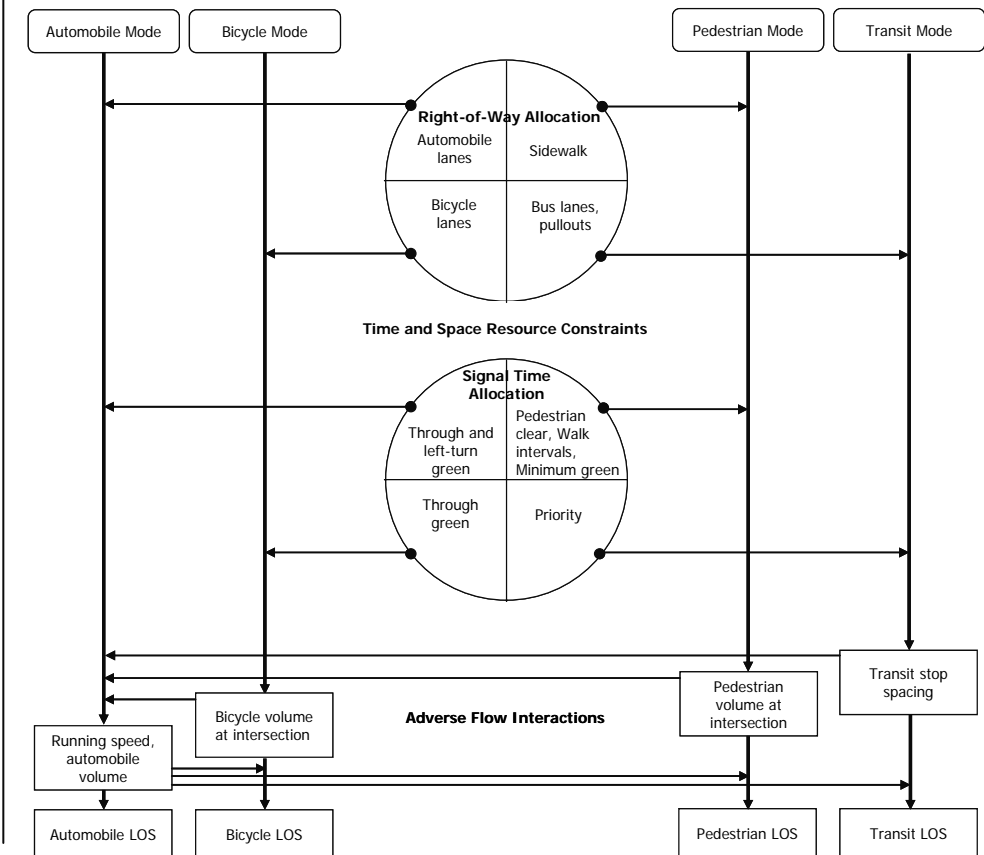 Automobile Mode
Bicycle Mode
Pedestrian Mode
Transit Mode
Right-of-Way Allocation
Automobile
lanes
Sidewalk
Bicycle
lanes
Bus lanes,
pullouts
Time and Space Resource Constraints
Signal Time
Allocation
Through and
left-turn
green
Pedestrian
clear, Walk
intervals,
Minimum green
Through
green
Priority
Transit stop
spacing
Pedestrian
volume at
intersection
Bicycle volume
at intersection
Adverse Flow Interactions
Running speed,
automobile
volume
Automobile LOS
Bicycle LOS
Pedestrian LOS
Transit LOS